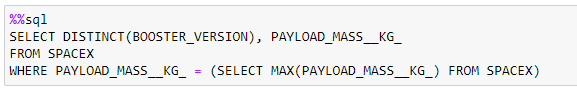 %%sql
SELECT DISTINCT(BOOSTER_VERSION), PAYLOAD_MASS__KG_
FROM SPACEX
WHERE PAYLOAD_MASS__KG_ = (SELECT MAX(PAYLOAD_MASS__KG_) FROM SPACEX)